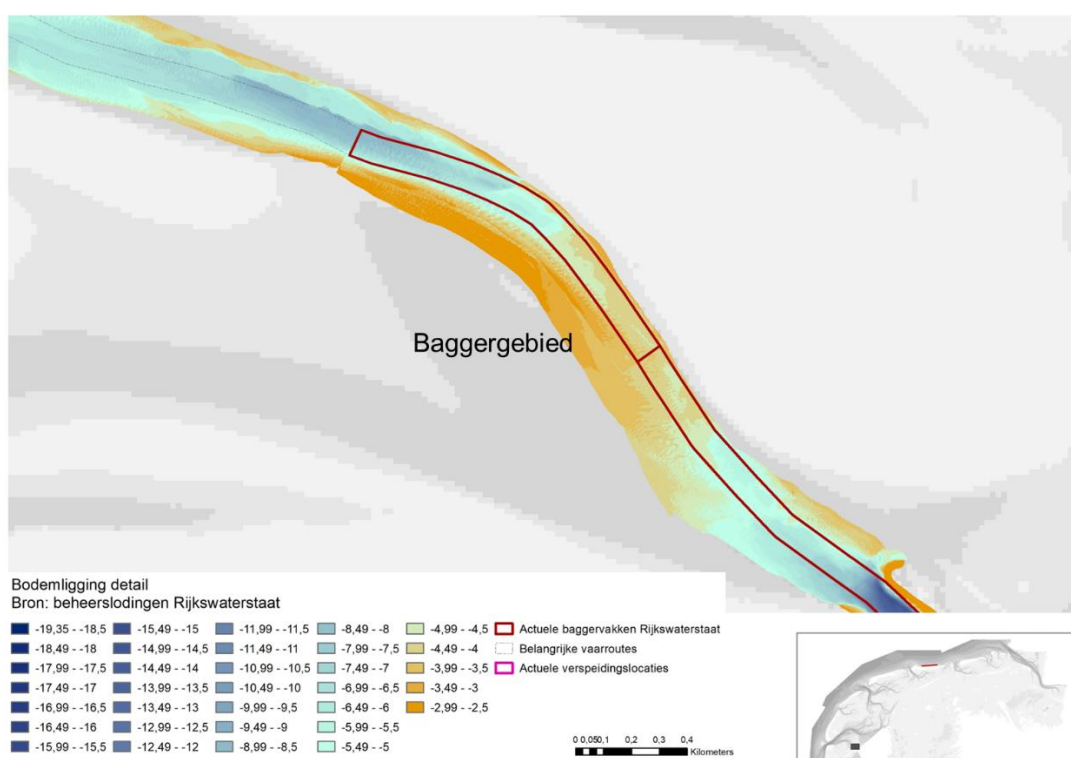 Baggergebied
Bodemligging detail
Bron: beheerslodingen Rijkswaterstaat
-19,35 - -18,5
-18,49 - -18
-17,99 - -17,5
-17,49 - -17
-16,99 - -16,5
-16,49 - -16
-15,99 - -15,5
-15,49 - -15
-14,99 - -14,5
-14,49 - -14
-13,99 - -13,5
-13,49 - -13
-12,99 - -12,5
-12,49 - -12
-11,99 - -11,5
-11,49 - -11
-10,99 - -10,5
-10,49 - -10
-9,99 - -9,5
-9,49 - -9
-8,99 - -8,5
-8,49 - -8
-7,99 - -7,5
-7,49 - -7
-6,99 - -6,5
-6,49 - -6
-5,99 - -5,5
-5,49 - -5
-4,99 - -4,5
-4,49 - -4
-3,99 - -3,5
-3,49 - -3
-2,99 - -2,5
Actuele baggervakken Rijkswaterstaat
Belangrijke vaarroutes
Actuele verspeidingslocaties
0 0,050,1 0,2 0,3 0,4
Kilometers